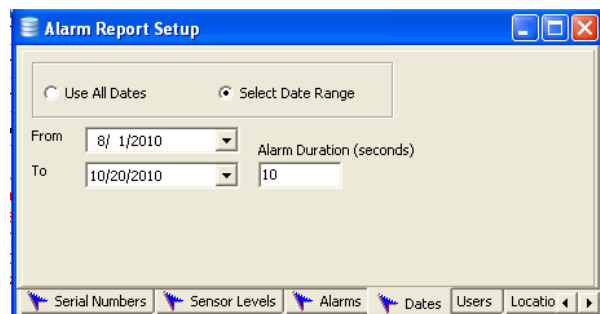 Alarm Report Setup
Use All Dates Select Date Range
From 8/ 1/2010
Alarm Duration (seconds)
To 10/20/2010 10
Serial Numbers Sensor Levels Alarms Dates Users Locatio